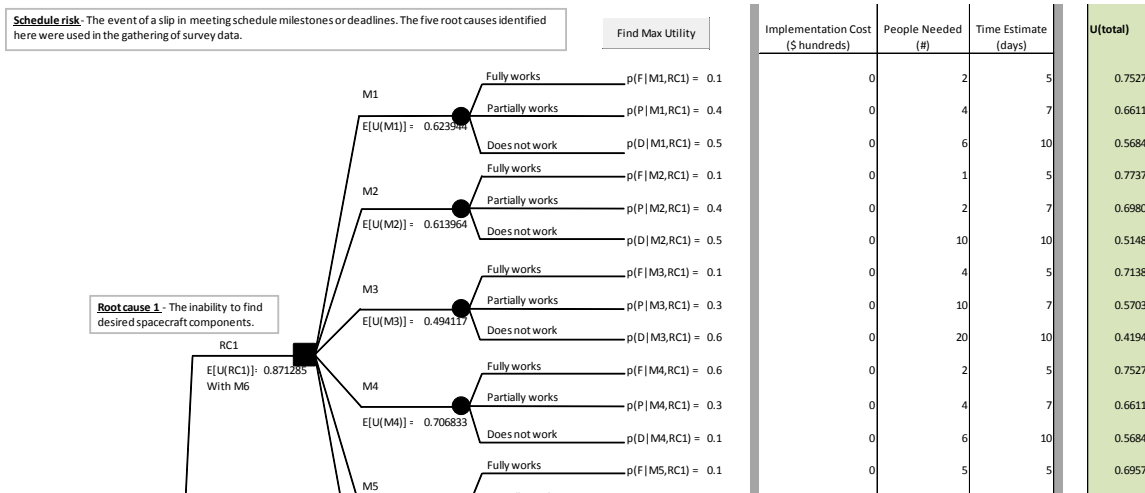 Schedule risk - The event of a slip in meeting schedule milestones or deadlines. The five root causes identified
here were used in the gathering of survey data.
Find Max Utility
Implementation Cost
($ hundreds)
People Needed
(#)
Time Estimate
(days)
U(total)
Fully works p(F|M1,RC1) = 0.1 0 2 5 0.7527
M1
Partially works p(P|M1,RC1) = 0.4 0 4 7 0.6611
E[U(M1)] = 0.623944
Does not work p(D|M1,RC1) = 0.5 0 6 10 0.5684
Fully works p(F|M2,RC1) = 0.1 0 1 5 0.7737
M2
Partially works p(P|M2,RC1) = 0.4 0 2 7 0.6980
E[U(M2)] = 0.613964
Does not work p(D|M2,RC1) = 0.5 0 10 10 0.5148
Fully works p(F|M3,RC1) = 0.1 0 4 5 0.7138
M3
Partially works p(P|M3,RC1) = 0.3 0 10 7 0.5703
E[U(M3)] = 0.494117
Does not work p(D|M3,RC1) = 0.6 0 20 10 0.4194
Root cause 1 - The inability to find
desired spacecraft components.
RC1
E[U(RC1)]: 0.871285
With M6
Fully works p(F|M4,RC1) = 0.6 0 2 5 0.7527
M4
Partially works p(P|M4,RC1) = 0.3 0 4 7 0.6611
E[U(M4)] = 0.706833
Does not work p(D|M4,RC1) = 0.1 0 6 10 0.5684
Fully works p(F|M5,RC1) = 0.1 0 5 5 0.6957
M5